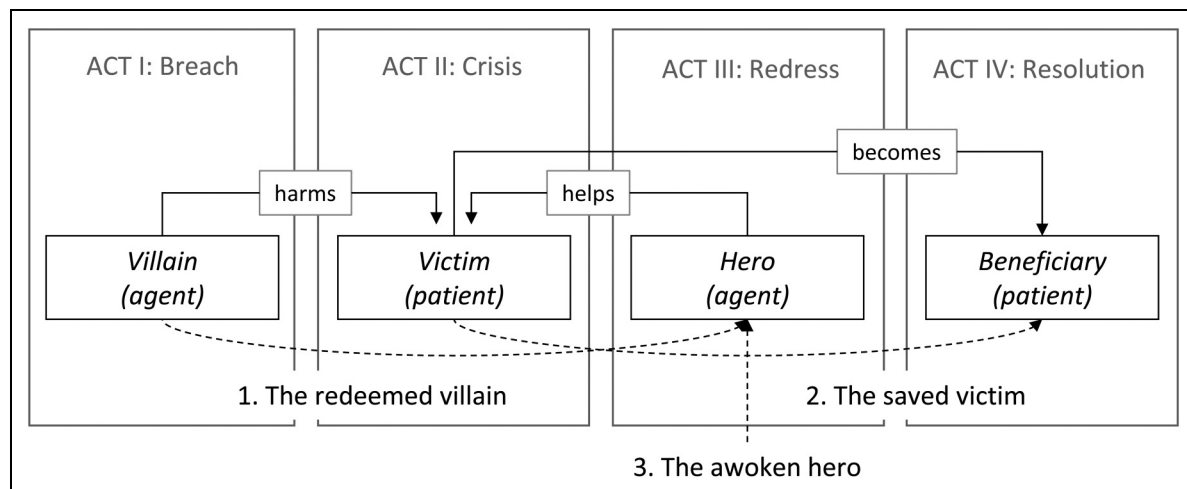 ACT I: Breach
ACT II: Crisis
ACT III: Redress
ACT IV: Resolution
becomes
harms
helps
Villain
(agent)
Victim
(patient)
Hero
(agent)
Beneficiary
(patient)
1. The redeemed villain
2. The saved victim
3. The awoken hero